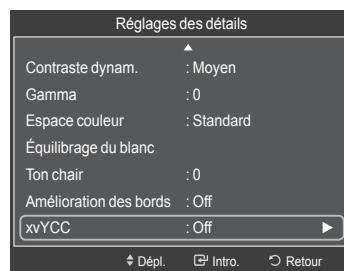 Réglages des détails
Contraste dynam. : Moyen
Gamma : 0
Espace couleur : Standard
Équilibrage du blanc
Ton chair : 0
Amélioration des bords : Off
xvYCC : Off
Dépl. Intro. Retour